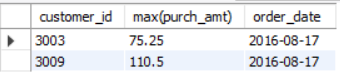 customer_id max(purch_amt) order_date
3003 75.25 2016-08-17
3009 110.5 2016-08-17